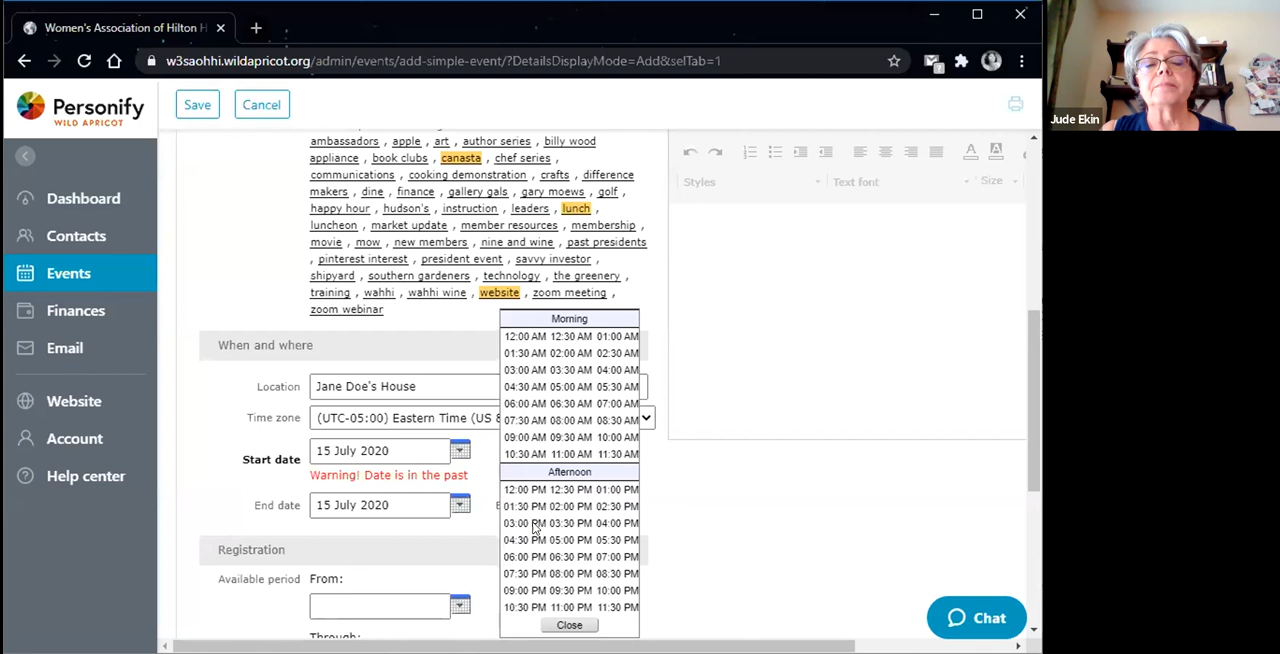 Women's Association of Hilton H
w3saohhi.wildapricot.org/admin/events/add-simple-event/?DetailsDisplayMode=Add&selTab=1
Jude Ekin
Personify
WILD APRICOT
Save
Cancel
Dashboard
Contacts
Events
Finances
Email
Website
Account
Help center
ambassadors , apple , art , author series , billy wood
appliance , book clubs , canasta , chef series ,
communications , cooking demonstration , crafts , difference
makers , dine , finance , gallery gals , gary moews , golf ,
happy hour , hudson's , instruction , leaders , lunch ,
luncheon , market update , member resources , membership ,
movie , mow , new members , nine and wine , past presidents
, pinterest interest , president event , savvy investor ,
shipyard , southern gardeners , technology , the greenery ,
training , wahhi , wahhi wine , website , zoom meeting ,
zoom webinar
Styles
Text font
Size
When and where
Location
Jane Doe's House
Time zone
(UTC-05:00) Eastern Time (US &
Start date
15 July 2020
Warning! Date is in the past
End date
15 July 2020
E
Registration
Available period
From:
Through:
Morning
12:00 AM 12:30 AM 01:00 AM
01:30 AM 02:00 AM 02:30 AM
03:00 AM 03:30 AM 04:00 AM
04:30 AM 05:00 AM 05:30 AM
06:00 AM 06:30 AM 07:00 AM
07:30 AM 08:00 AM 08:30 AM
09:00 AM 09:30 AM 10:00 AM
10:30 AM 11:00 AM 11:30 AM
Afternoon
12:00 PM 12:30 PM 01:00 PM
01:30 PM 02:00 PM 02:30 PM
03:00 PM 03:30 PM 04:00 PM
04:30 PM 05:00 PM 05:30 PM
06:00 PM 06:30 PM 07:00 PM
07:30 PM 08:00 PM 08:30 PM
09:00 PM 09:30 PM 10:00 PM
10:30 PM 11:00 PM 11:30 PM
Close
Chat